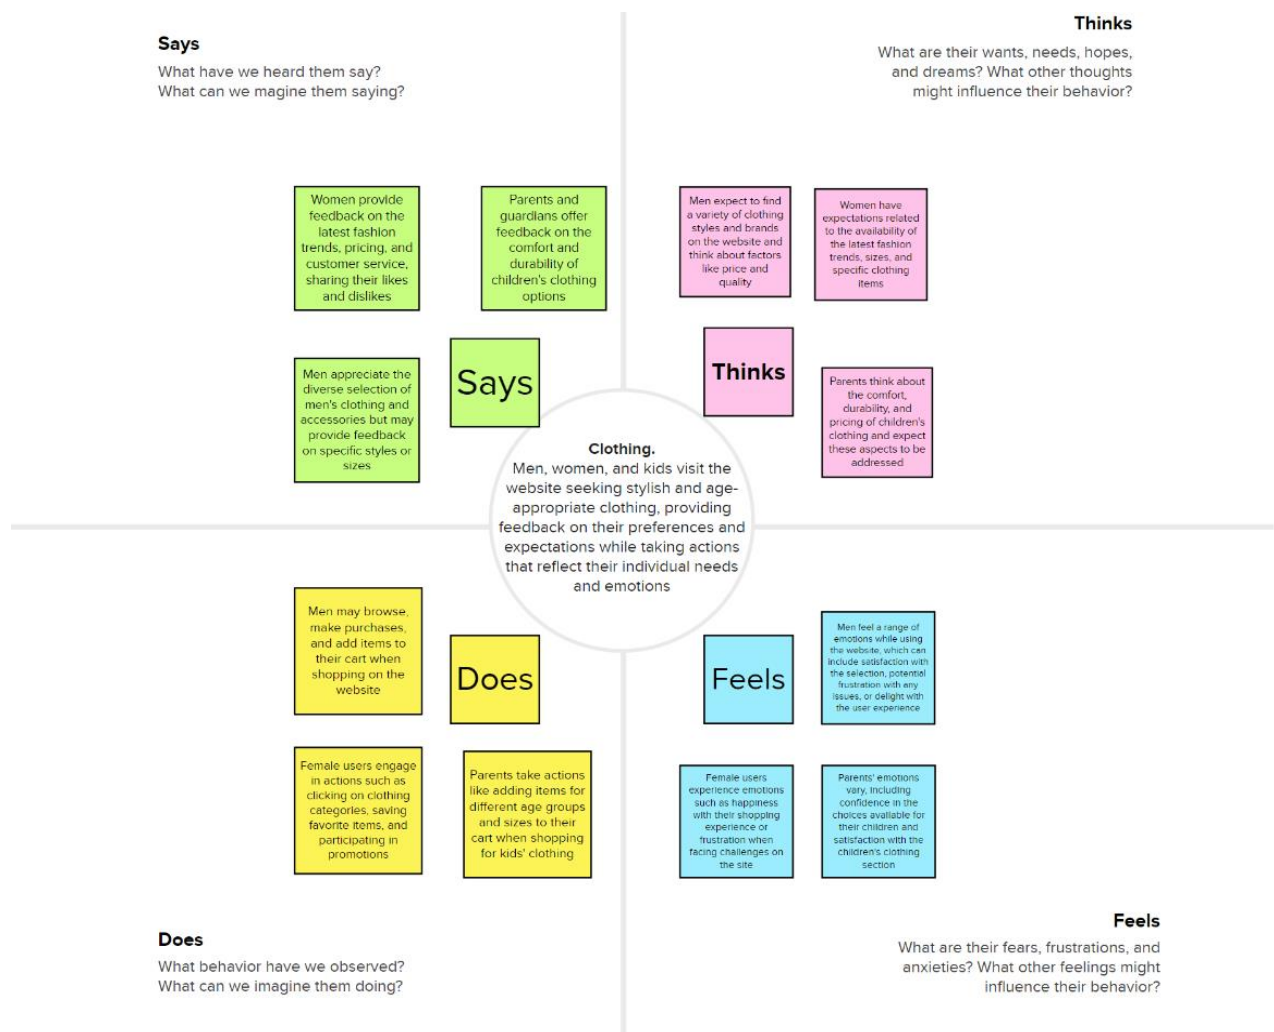 Says
What have we heard them say?
What can we magine them saying?
Thinks
What are their wants, needs, hopes,
and dreams? What other thoughts
might influence their behavior?
Women provide
feedback on the
latest fashion
trends, pricing, and
customer service,
sharing their likes
and dislikes
Parents and
guardians offer
feedback on the
comfort and
durability of
children's clothing
options
Men appreciate the
diverse selection of
men's clothing and
accessories but may
provide feedback
on specific styles or
sizes
Says
Men expect to find
a variety of clothing
styles and brands
on the website and
think about factors
like price and
quality
Women have
expectations related
to the availability of
the latest fashion
trends, sizes, and
specific clothing
items
Thinks
Parents think about
the comfort,
durability, and
pricing of children's
clothing and expect
these aspects to be
addressed
Clothing.
Men, women, and kids visit the
website seeking stylish and age-
appropriate clothing, providing
feedback on their preferences and
expectations while taking actions
that reflect their individual needs
and emotions
Men may browse,
make purchases,
and add items to
their cart when
shopping on the
website
Does
Female users engage
in actions such as
clicking on clothing
categories, saving
favorite items, and
participating in
promotions
Parents take actions
like adding items for
different age groups
and sizes to their
cart when shopping
for kids' clothing
Feels
Men feel a range of
emotions while using
the website, which can
include satisfaction with
the selection, potential
frustration with any
issues, or delight with
the user experience
Female users
experience emotions
such as happiness
with their shopping
experience or
frustration when
facing challenges on
the site
Parents' emotions
vary, including
confidence in the
choices available for
their children and
satisfaction with the
children's clothing
section
Does
What behavior have we observed?
What can we imagine them doing?
Feels
What are their fears, frustrations, and
anxieties? What other feelings might
influence their behavior?